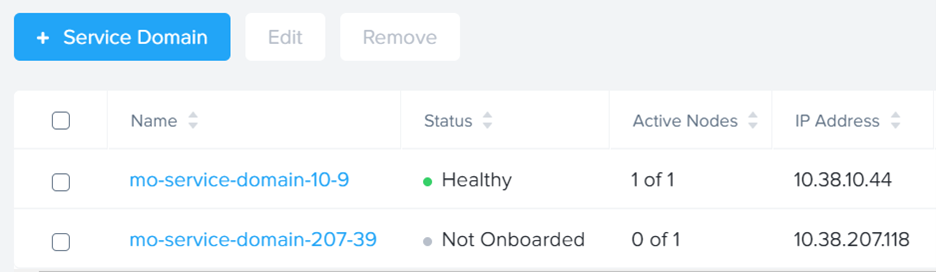 + Service Domain Edit Remove
Name Status Active Nodes IP Address
mo-service-domain-10-9 Healthy 1 of 1 10.38.10.44
mo-service-domain-207-39 Not Onboarded 0 of 1 10.38.207.118